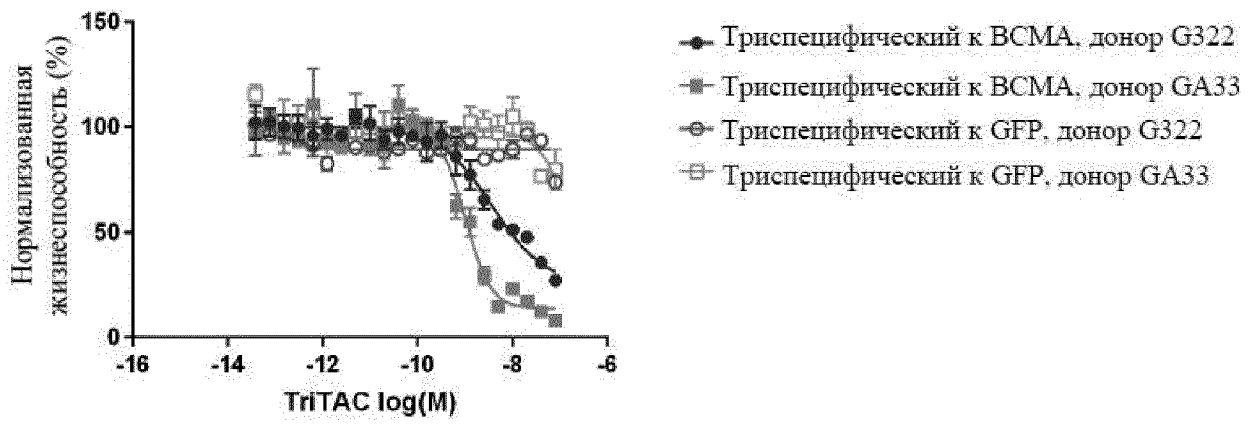 Нормализованная
жизнеспособность (%)
150
100
50
0
-16
-14
-12
-10
-8
-6
TriTAC log(M)
Триспецифический к BCMA, донор G322
Триспецифический к BCMA, донор GA33
Триспецифический к GFP, донор G322
Триспецифический к GFP, донор GA33